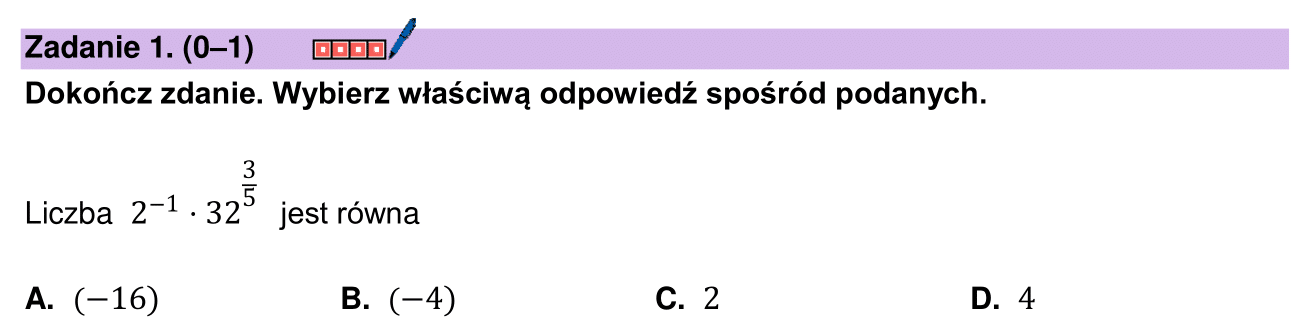 Zadanie 1. (0–1)
Dokończ zdanie. Wybierz właściwą odpowiedź spośród podanych.
Liczba $2^{-1} \cdot 32^{\frac{3}{5}}$ jest równa
A. (−16) B. (−4) C. 2 D. 4